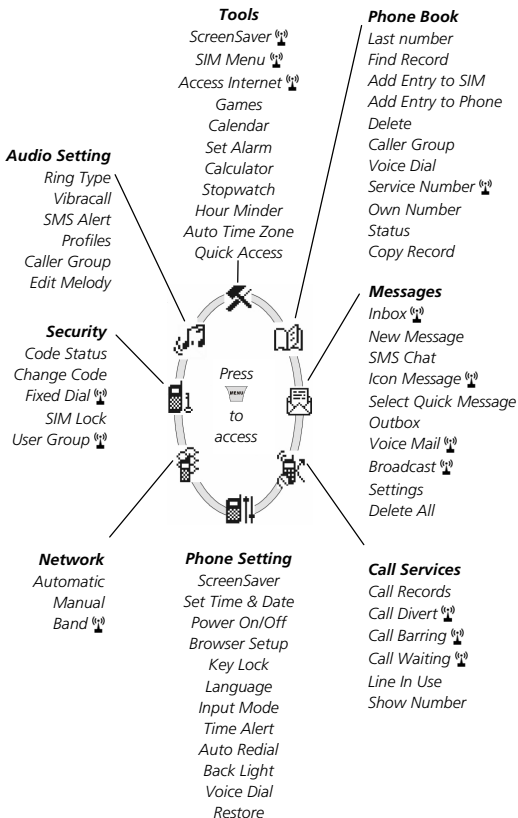 Tools
ScreenSaver
SIM Menu
Access Internet
Games
Calendar
Set Alarm
Calculator
Stopwatch
Hour Minder
Auto Time Zone
Quick Access
Phone Book
Last number
Find Record
Add Entry to SIM
Add Entry to Phone
Delete
Caller Group
Voice Dial
Service Number
Own Number
Status
Copy Record
Audio Setting
Ring Type
Vibracall
SMS Alert
Profiles
Caller Group
Edit Melody
Messages
Inbox
New Message
SMS Chat
Icon Message
Select Quick Message
Outbox
Voice Mail
Broadcast
Settings
Delete All
Security
Code Status
Change Code
Fixed Dial
SIM Lock
User Group
Press
MENU
to
access
Network
Automatic
Manual
Band
Phone Setting
ScreenSaver
Set Time & Date
Power On/Off
Browser Setup
Key Lock
Language
Input Mode
Time Alert
Auto Redial
Back Light
Voice Dial
Restore
Call Services
Call Records
Call Divert
Call Barring
Call Waiting
Line In Use
Show Number